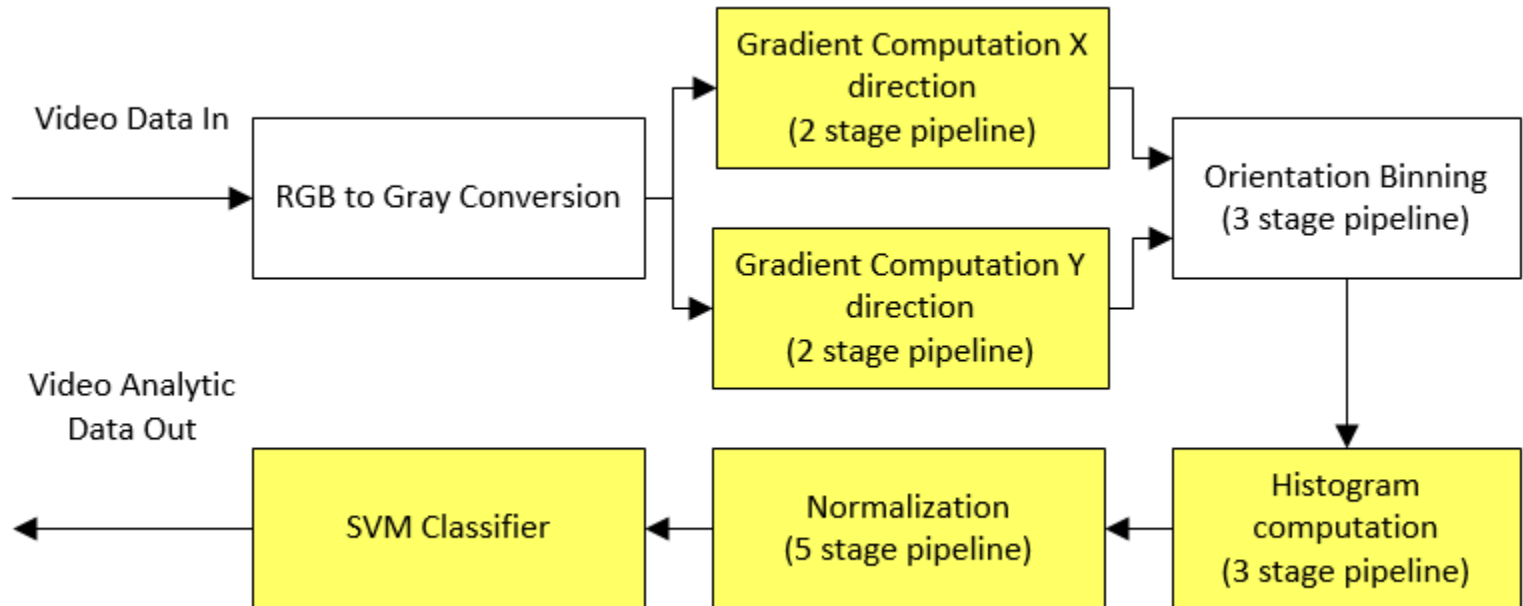 Video Data In
RGB to Gray Conversion
Gradient Computation X
direction
(2 stage pipeline)
Gradient Computation Y
direction
(2 stage pipeline)
Orientation Binning
(3 stage pipeline)
Histogram
computation
(3 stage pipeline)
Normalization
(5 stage pipeline)
SVM Classifier
Video Analytic
Data Out